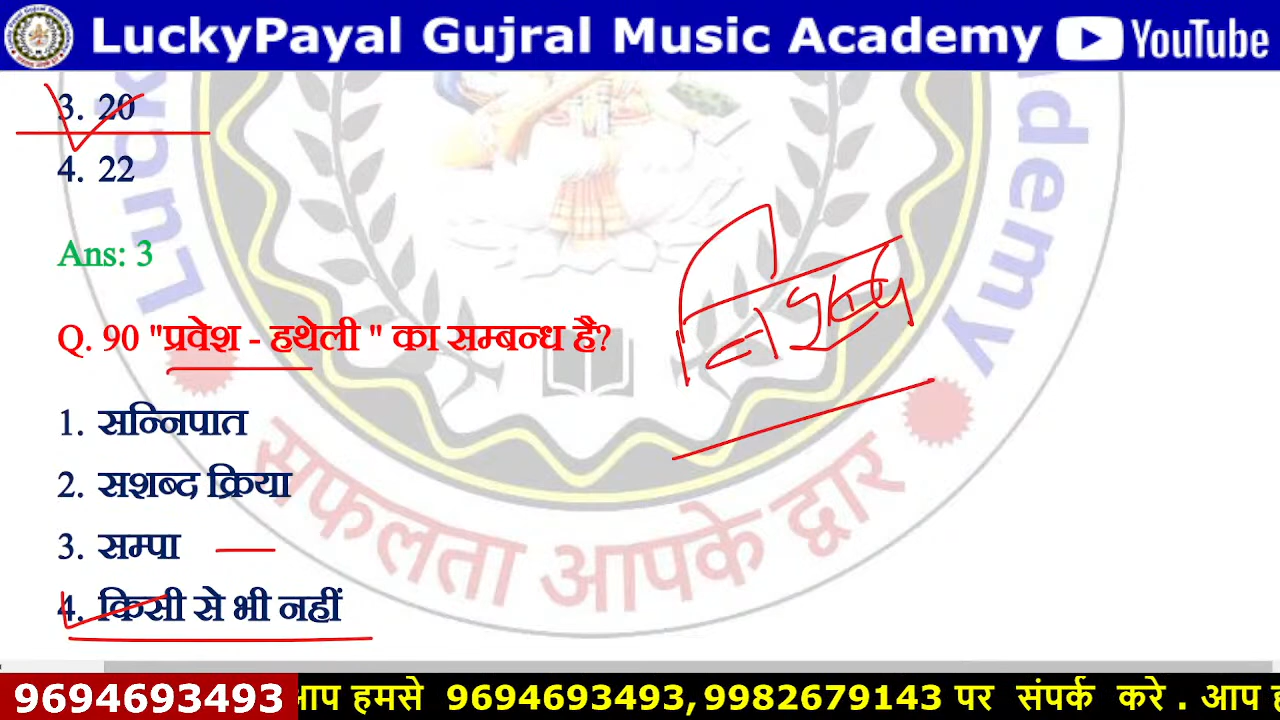 LuckyPayal Gujral Music Academy YouTube
3. 20
4. 22
Ans: 3
Q. 90 "प्रवेश - हथेली " का सम्बन्ध है?
1. सन्निपात
2. सशब्द क्रिया
3. सम्पा
4. किसी से भी नहीं
निशब्द
सफलता आपके द्वार
9694693493 आप हमसे 9694693493, 9982679143 पर संपर्क करे . आप